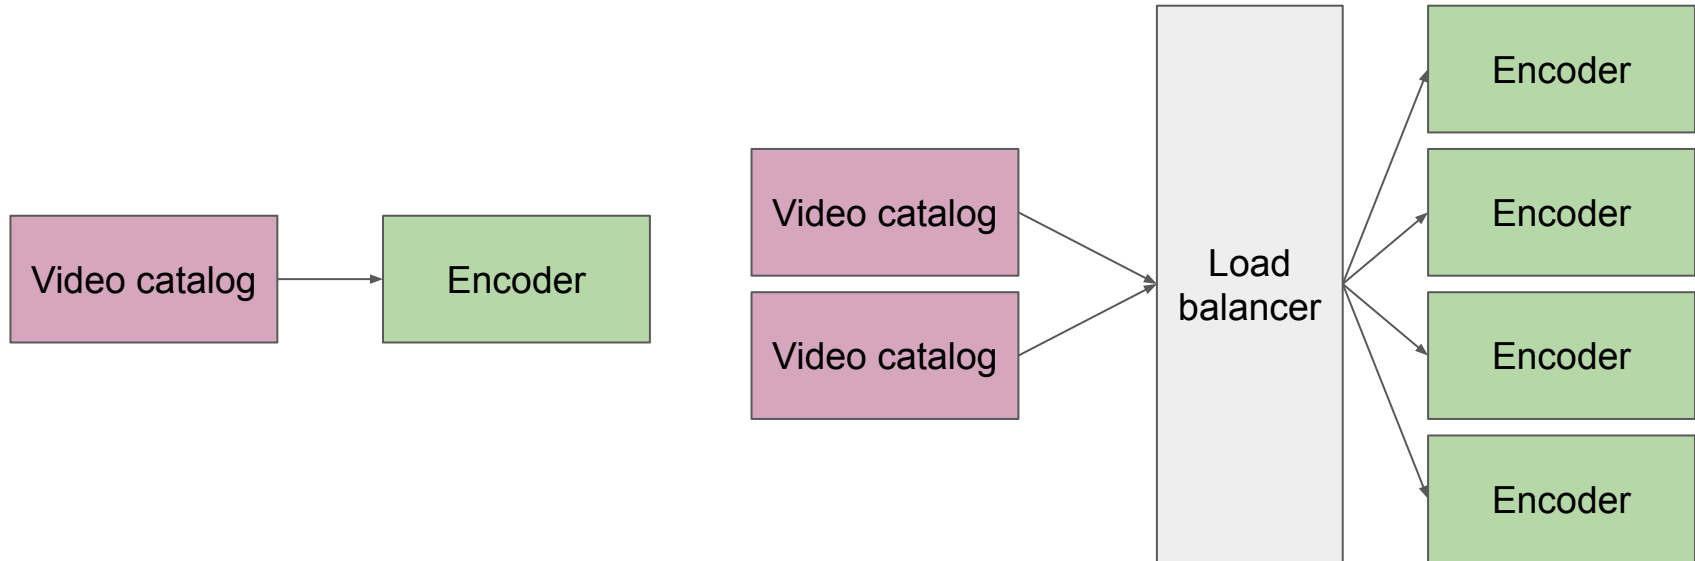 Video catalog
Encoder
Video catalog
Video catalog
Load
balancer
Encoder
Encoder
Encoder
Encoder